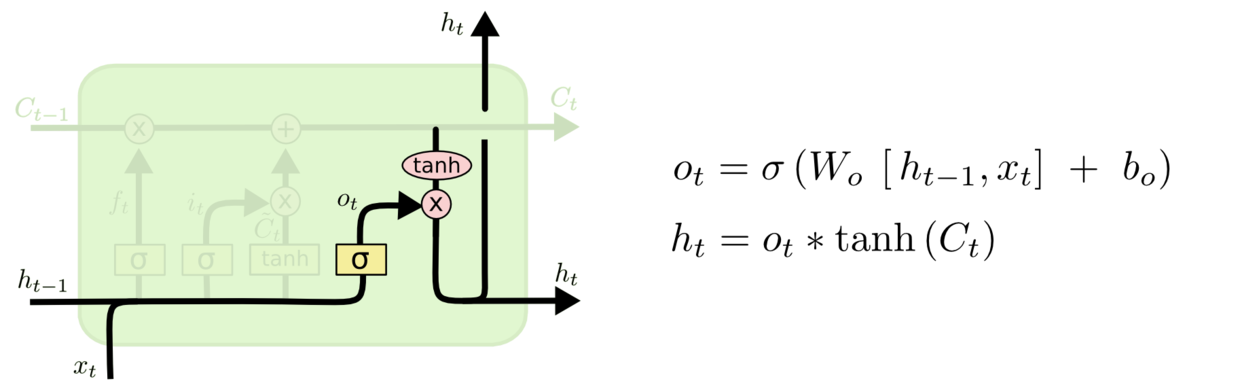 h_t
C_{t-1}
C_t
x
+
tanh
f_t
i_t
x
o_t
x
C̃_t
σ
σ
tanh
σ
h_{t-1}
h_t
x_t
o_t = σ (W_o [h_{t-1}, x_t] + b_o)
h_t = o_t * tanh (C_t)